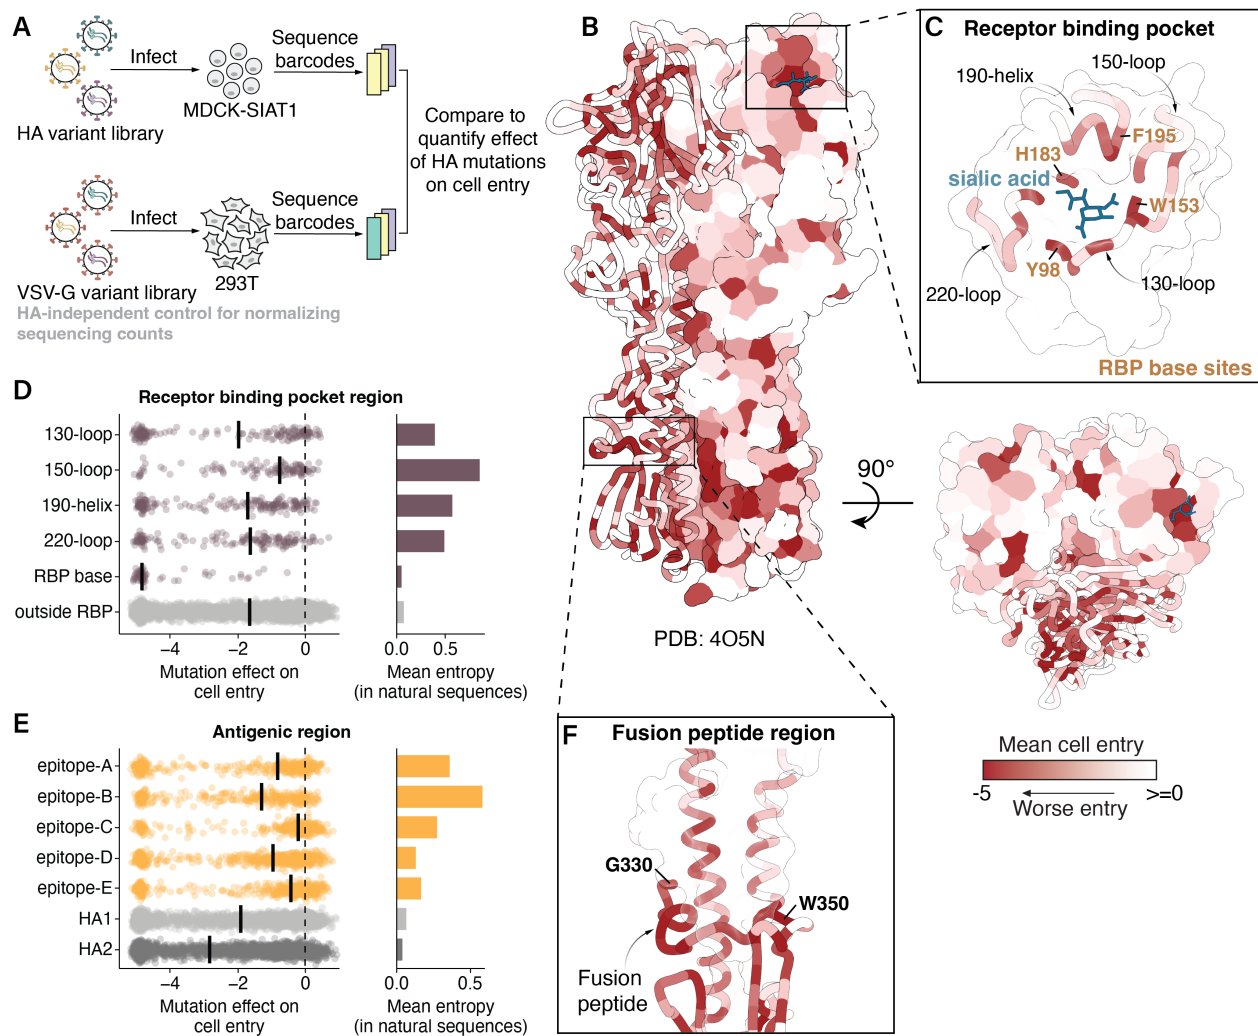 A
Infect
Sequence
barcodes
MDCK-SIAT1
HA variant library
Compare to
quantify effect
of HA mutations
on cell entry
Infect
Sequence
barcodes
293T
VSV-G variant library
HA-independent control for normalizing
sequencing counts
B
PDB: 4O5N
90°
C
Receptor binding pocket
150-loop
190-helix
F195
H183
sialic acid
W153
Y98
130-loop
220-loop
RBP base sites
D
Receptor binding pocket region
130-loop
150-loop
190-helix
220-loop
RBP base
outside RBP
−4
−2
0
Mutation effect on
cell entry
0.0
0.5
Mean entropy
(in natural sequences)
E
Antigenic region
epitope-A
epitope-B
epitope-C
epitope-D
epitope-E
HA1
HA2
−4
−2
0
Mutation effect on
cell entry
0.0
0.5
Mean entropy
(in natural sequences)
F
Fusion peptide region
G330
W350
Fusion
peptide
Mean cell entry
-5
>=0
Worse entry